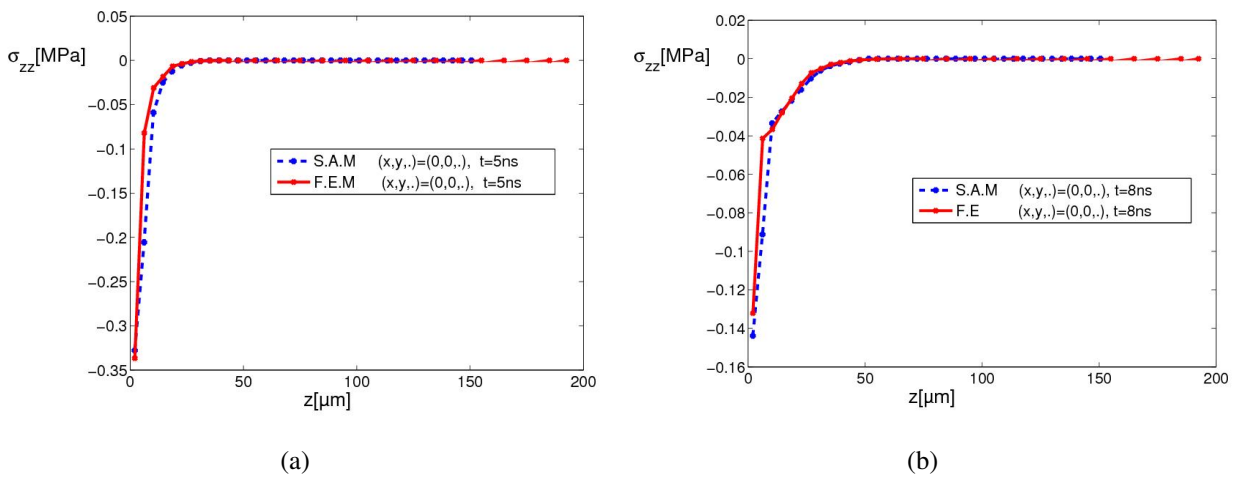 0.05
0
−0.05
−0.1
−0.15
−0.2
−0.25
−0.3
−0.35
σzz[MPa]
S.A.M (x,y,.)=(0,0,.), t=5ns
F.E.M (x,y,.)=(0,0,.), t=5ns
0 50 100 150 200
z[μm]
(a)
0.02
0
−0.02
−0.04
−0.06
−0.08
−0.1
−0.12
−0.14
−0.16
σzz[MPa]
S.A.M (x,y,.)=(0,0,.), t=8ns
F.E (x,y,.)=(0,0,.), t=8ns
0 50 100 150 200
z[μm]
(b)